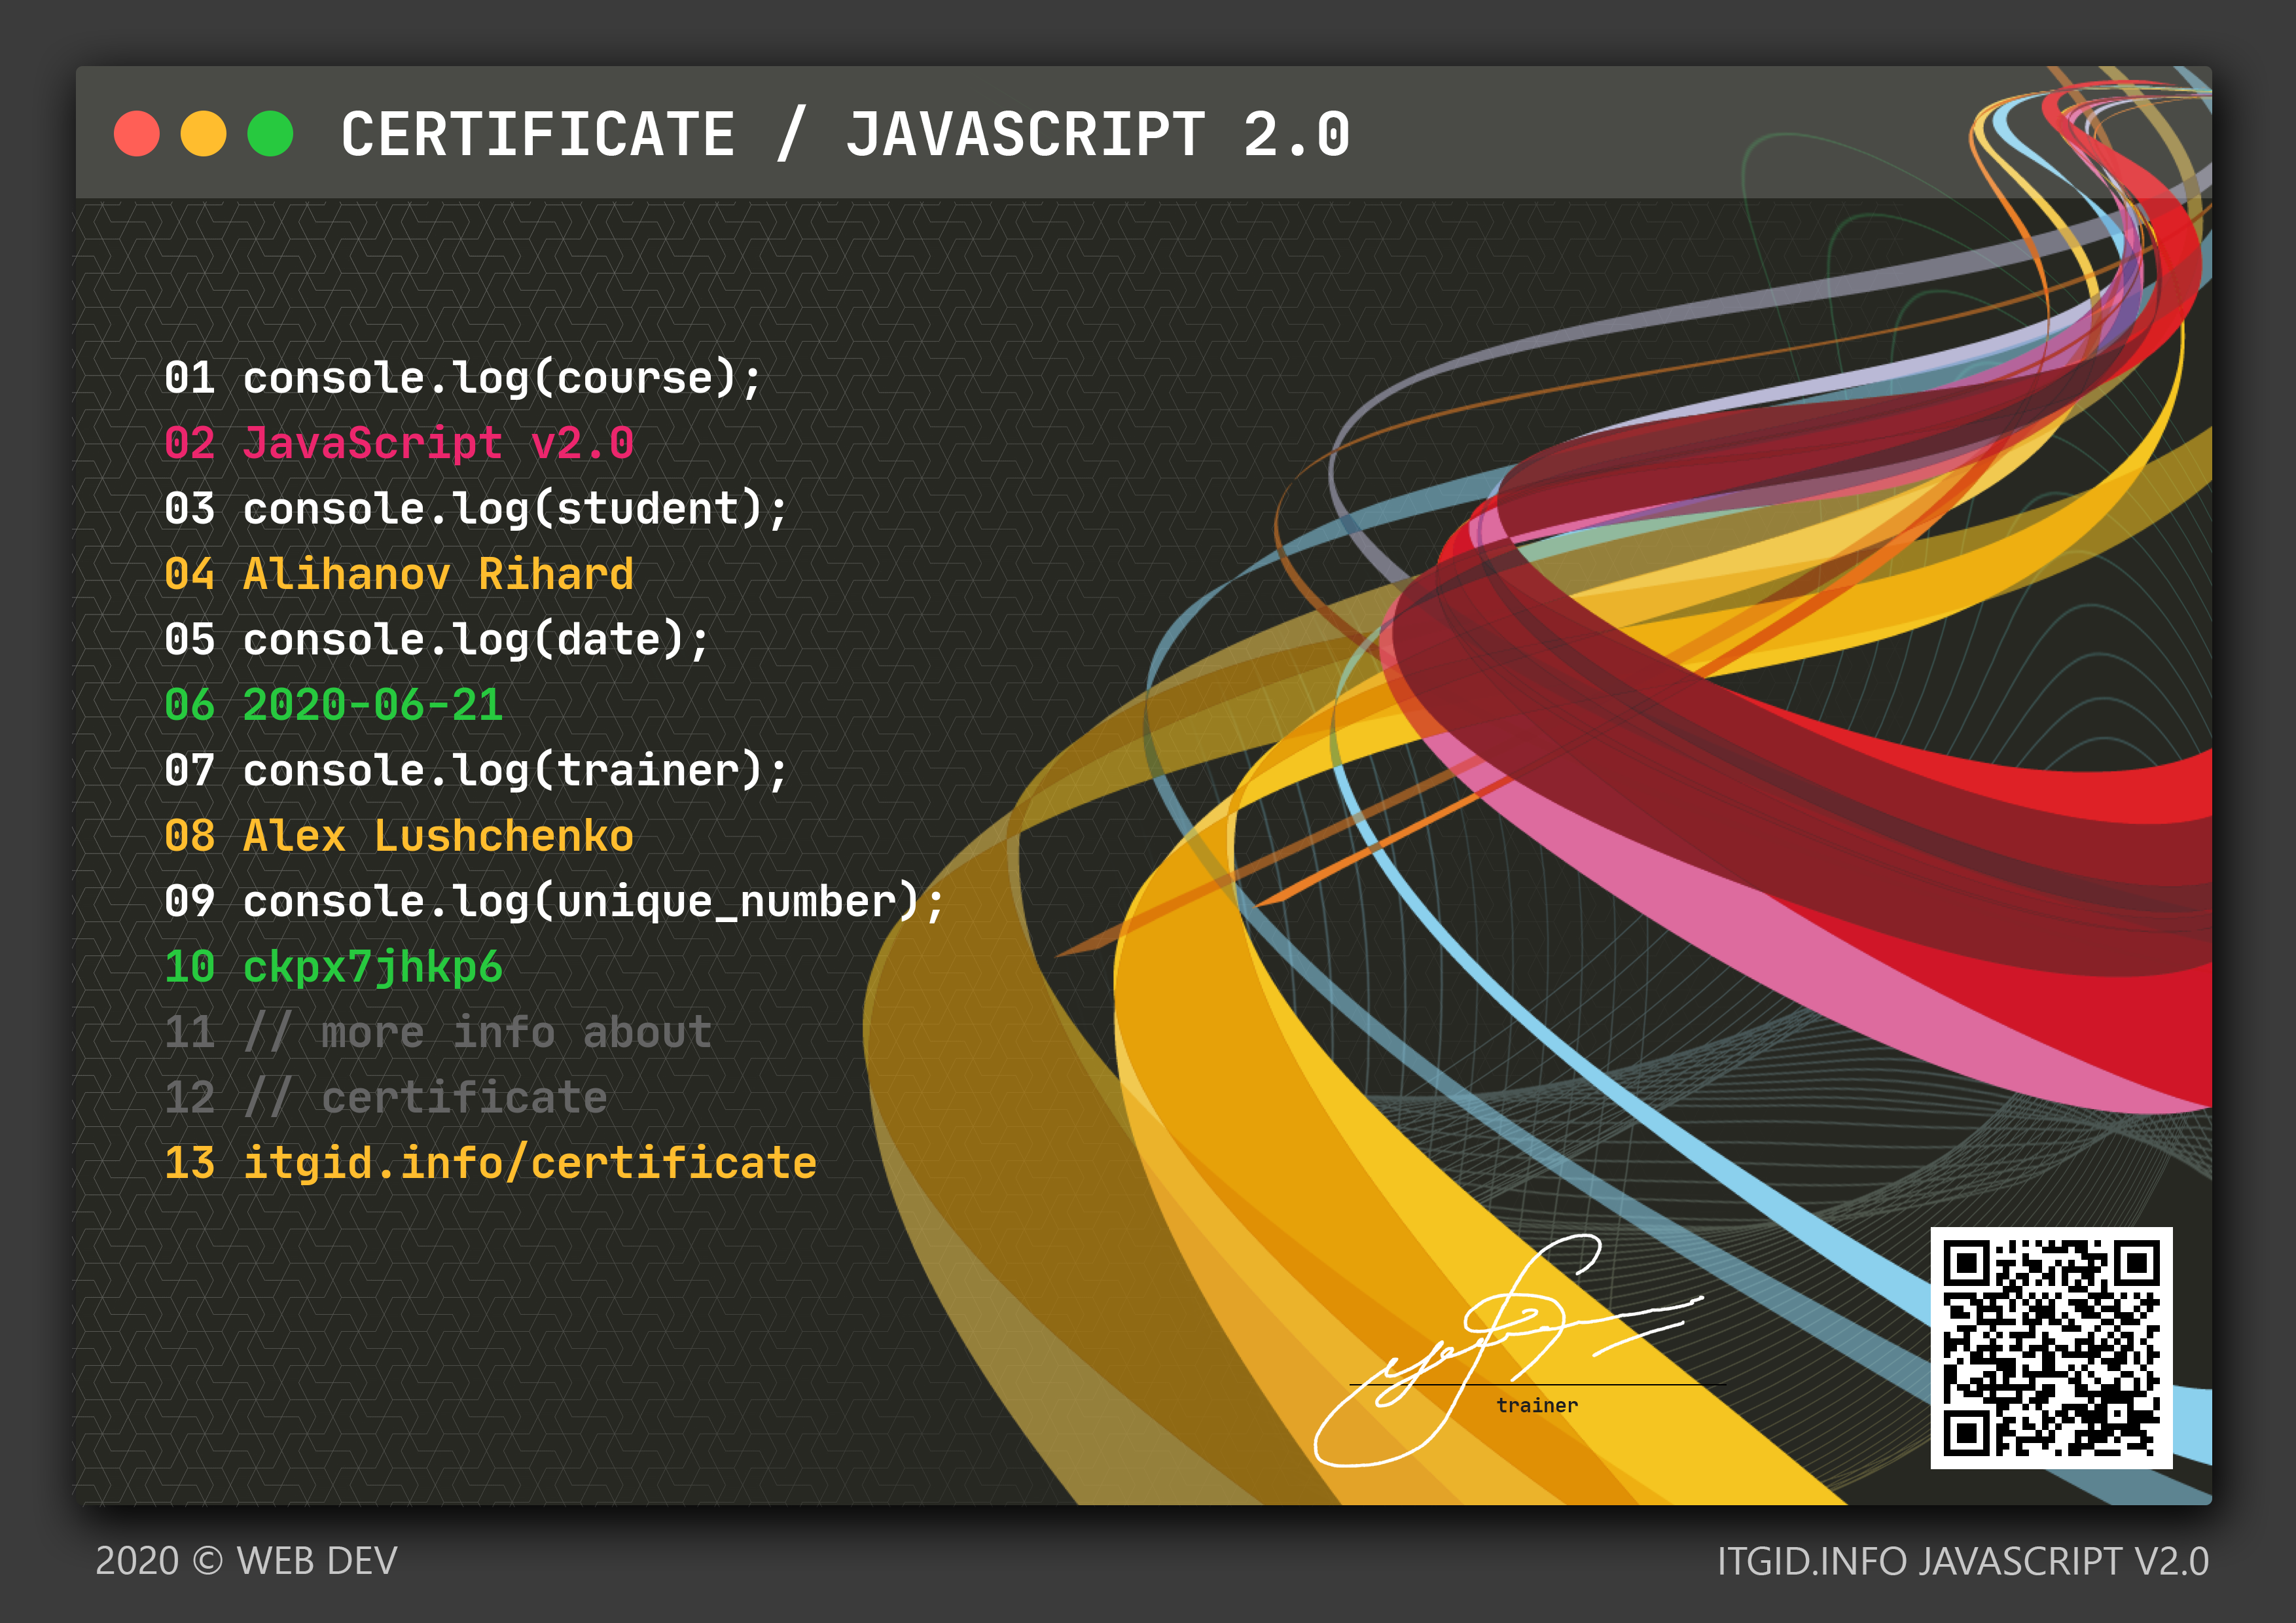 CERTIFICATE / JAVASCRIPT 2.0
01 console.log(course);
02 JavaScript v2.0
03 console.log(student);
04 Alihanov Rihard
05 console.log(date);
06 2020-06-21
07 console.log(trainer);
08 Alex Lushchenko
09 console.log(unique_number);
10 ckpx7jhkp6
11 // more info about
12 // certificate
13 itgid.info/certificate
trainer
2020 © WEB DEV
ITGID.INFO JAVASCRIPT V2.0